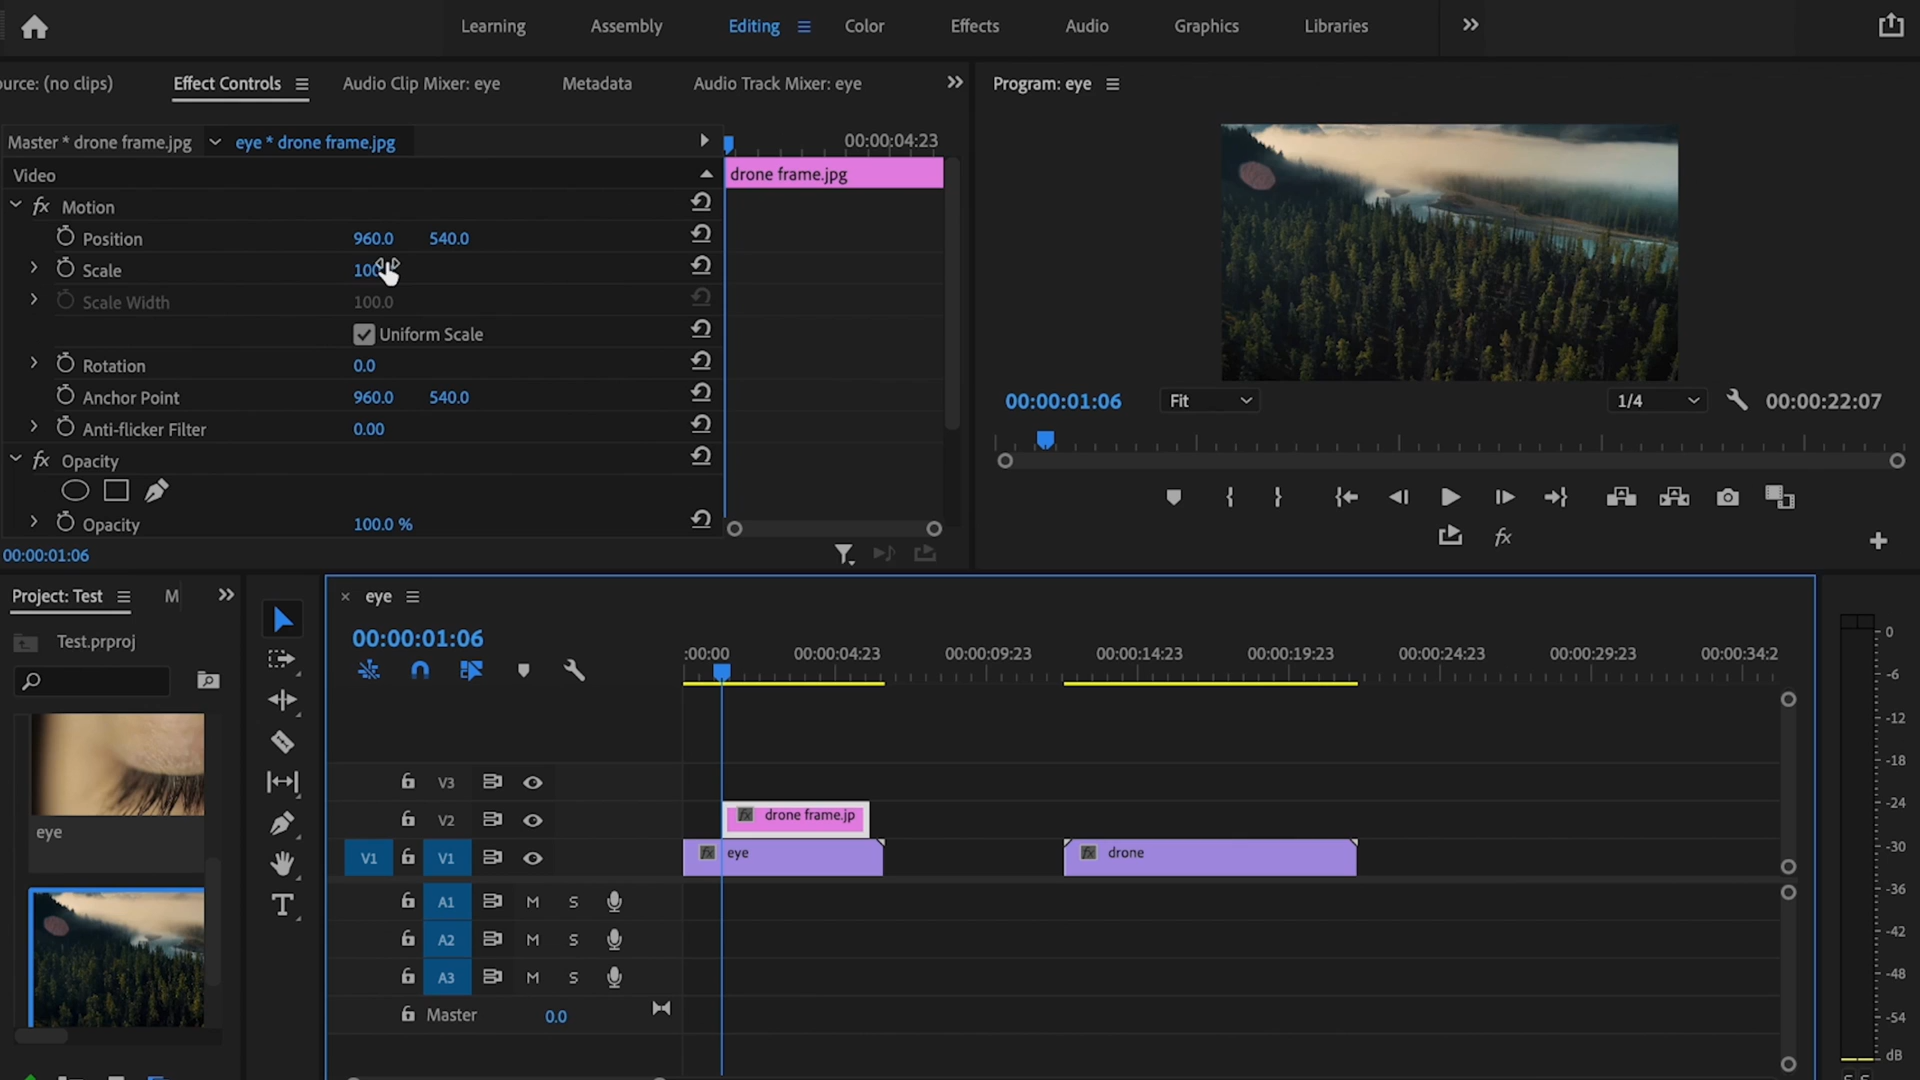 Learning Assembly Editing Color Effects Audio Graphics Libraries
urce: (no clips) Effect Controls Audio Clip Mixer: eye Metadata Audio Track Mixer: eye
Program: eye
Master * drone frame.jpg eye * drone frame.jpg
00:00:04:23
Video
drone frame.jpg
fx Motion
Position 960.0 540.0
Scale 100
Scale Width 100.0
Uniform Scale
Rotation 0.0
Anchor Point 960.0 540.0
Anti-flicker Filter 0.00
fx Opacity
Opacity 100.0 %
00:00:01:06
00:00:01:06 Fit 1/4 00:00:22:07
fx
Project: Test M
Test.prproj
eye
eye
00:00:01:06
:00:00 00:00:04:23 00:00:09:23 00:00:14:23 00:00:19:23 00:00:24:23 00:00:29:23 00:00:34:2
V3
V2
fx drone frame.jp
V1 V1
fx eye
fx drone
A1 M S
A2 M S
A3 M S
Master 0.0
T
0
-6
-12
-18
-24
-30
-36
-42
-48
-54
dB